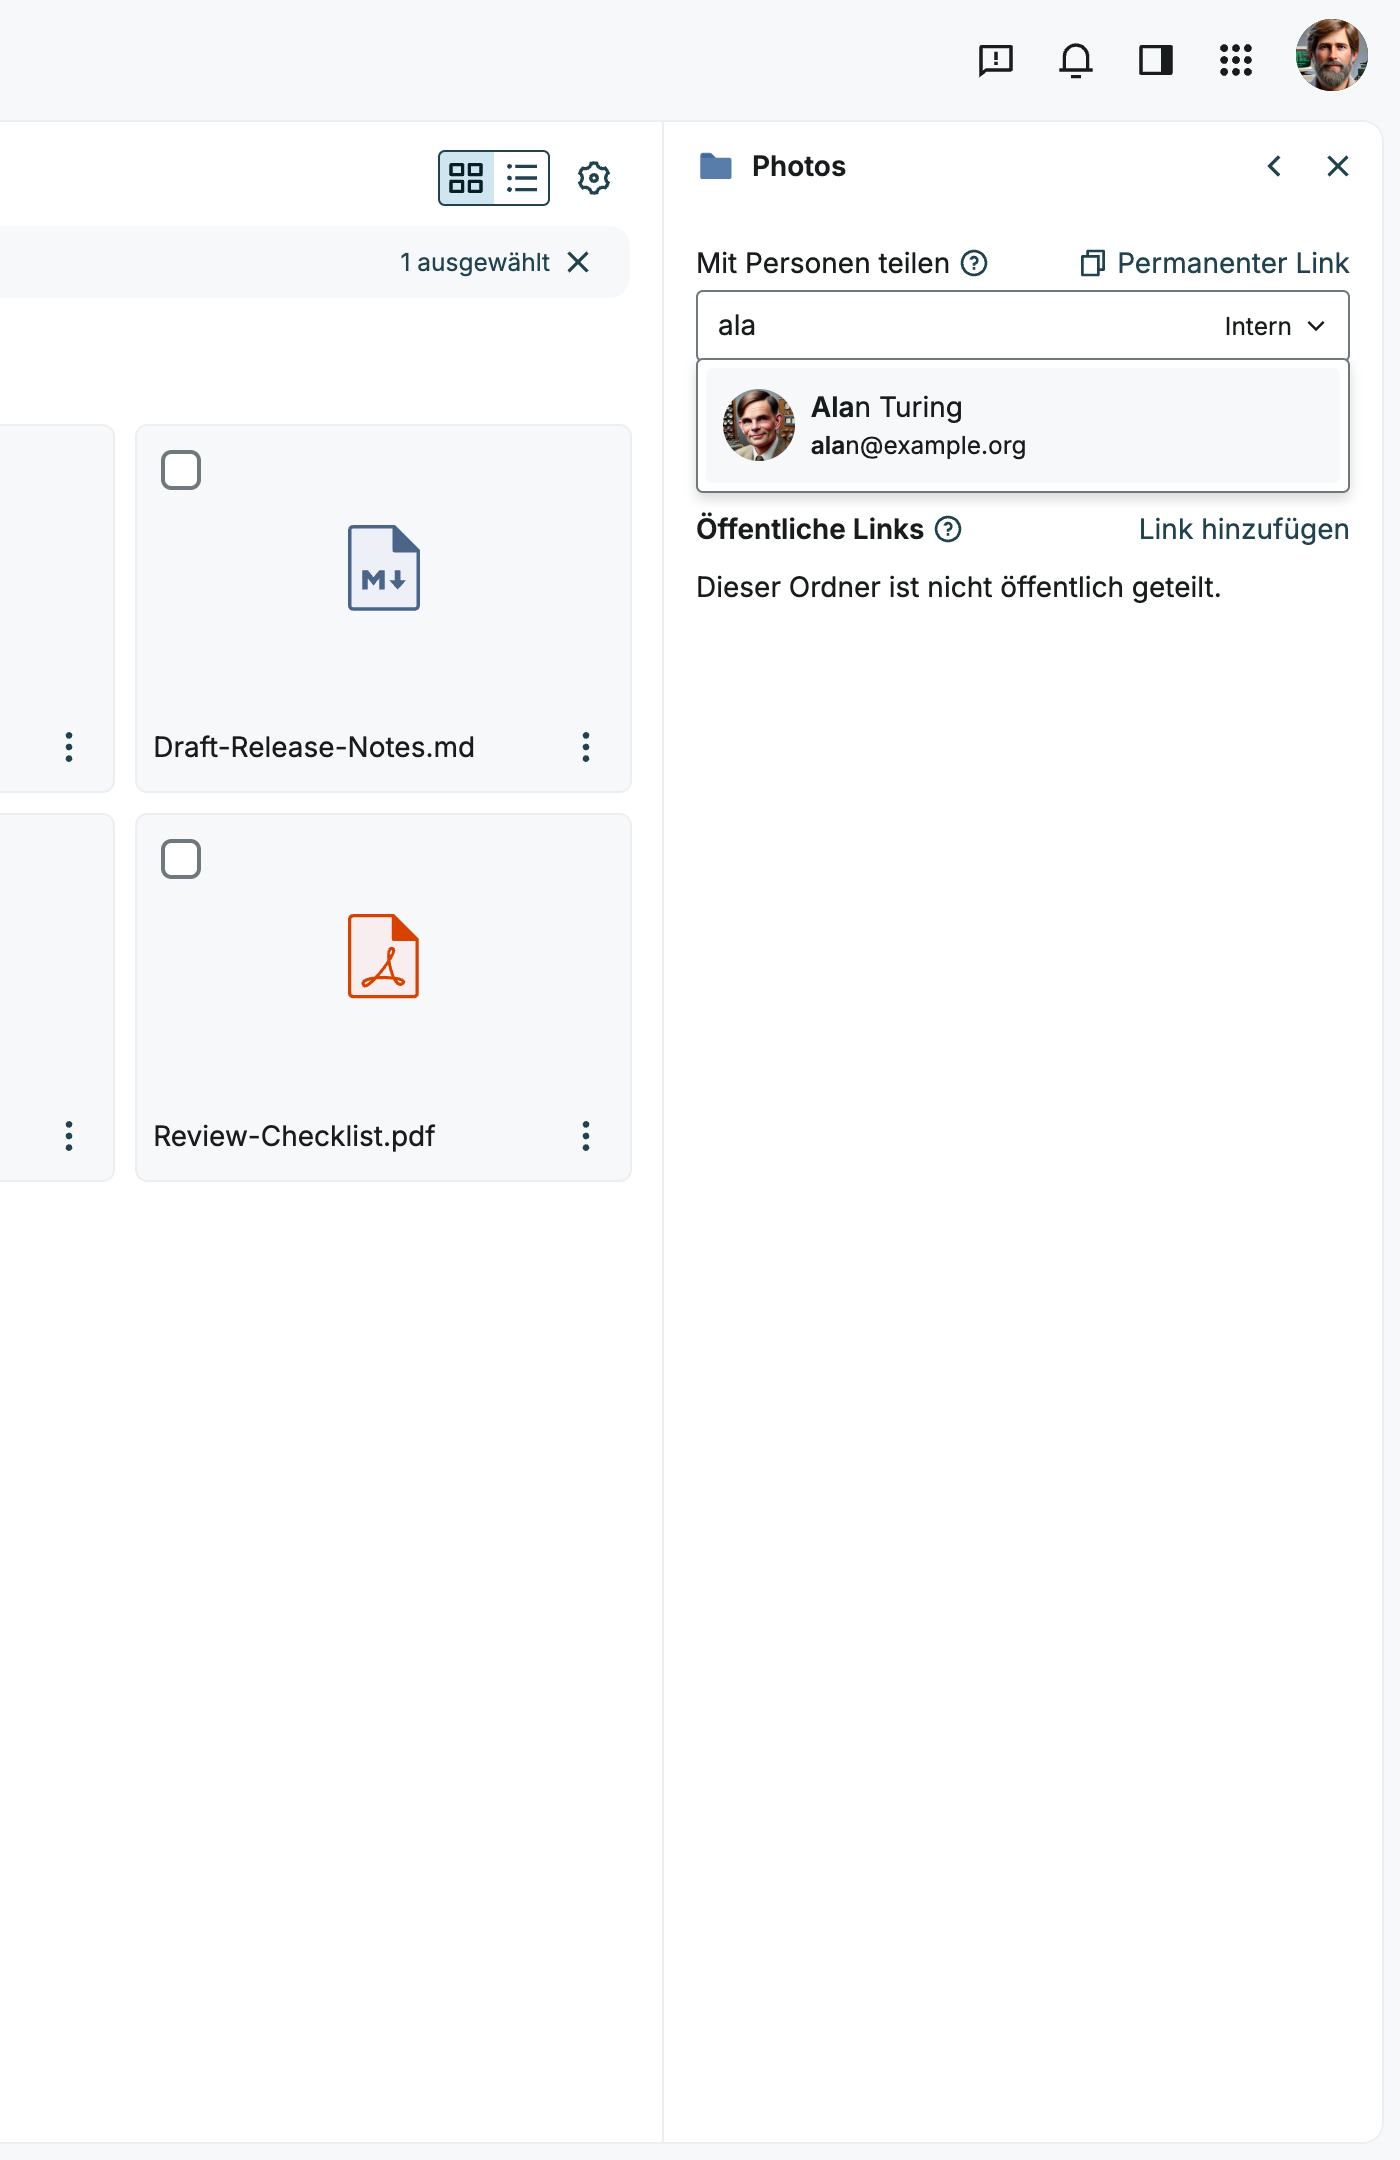 Photos
Mit Personen teilen
Permanenter Link
ala
Intern
Alan Turing
alan@example.org
Öffentliche Links
Link hinzufügen
Dieser Ordner ist nicht öffentlich geteilt.
1 ausgewählt
M
Draft-Release-Notes.md
Review-Checklist.pdf